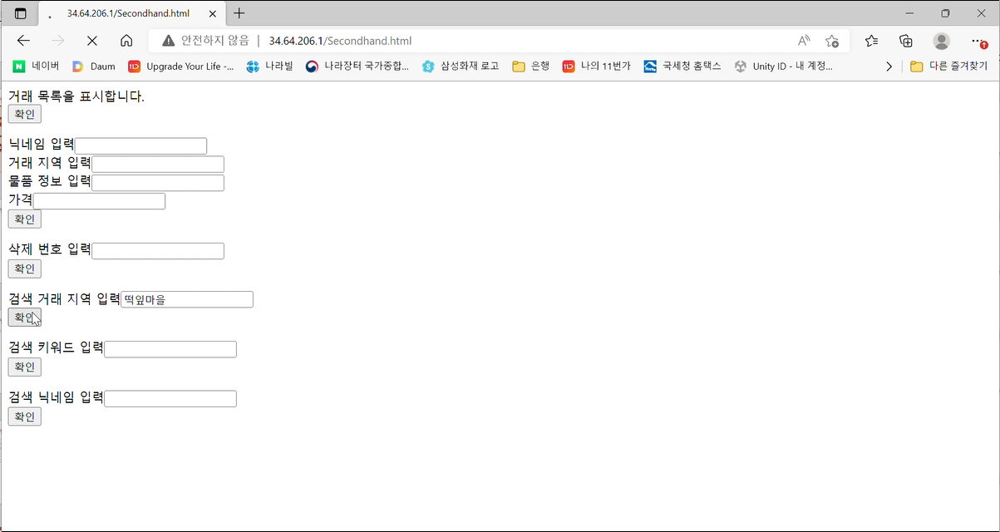 34.64.206.1/Secondhand.html
안전하지 않음 | 34.64.206.1/Secondhand.html
네이버 Daum Upgrade Your Life -... 나라빌 나라장터 국가종합... 삼성화재 로고 은행 나의 11번가 국세청 홈택스 Unity ID - 내 계정... 다른 즐겨찾기
거래 목록을 표시합니다.
확인
닉네임 입력
거래 지역 입력
물품 정보 입력
가격
확인
삭제 번호 입력
확인
검색 거래 지역 입력 떡잎마을
확인
검색 키워드 입력
확인
검색 닉네임 입력
확인